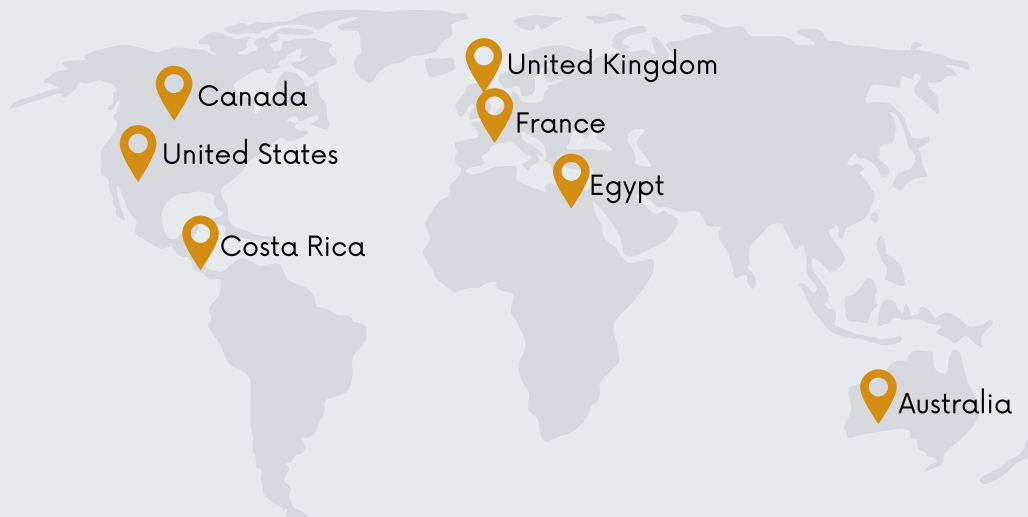 United Kingdom
Canada
France
United States
Egypt
Costa Rica
Australia